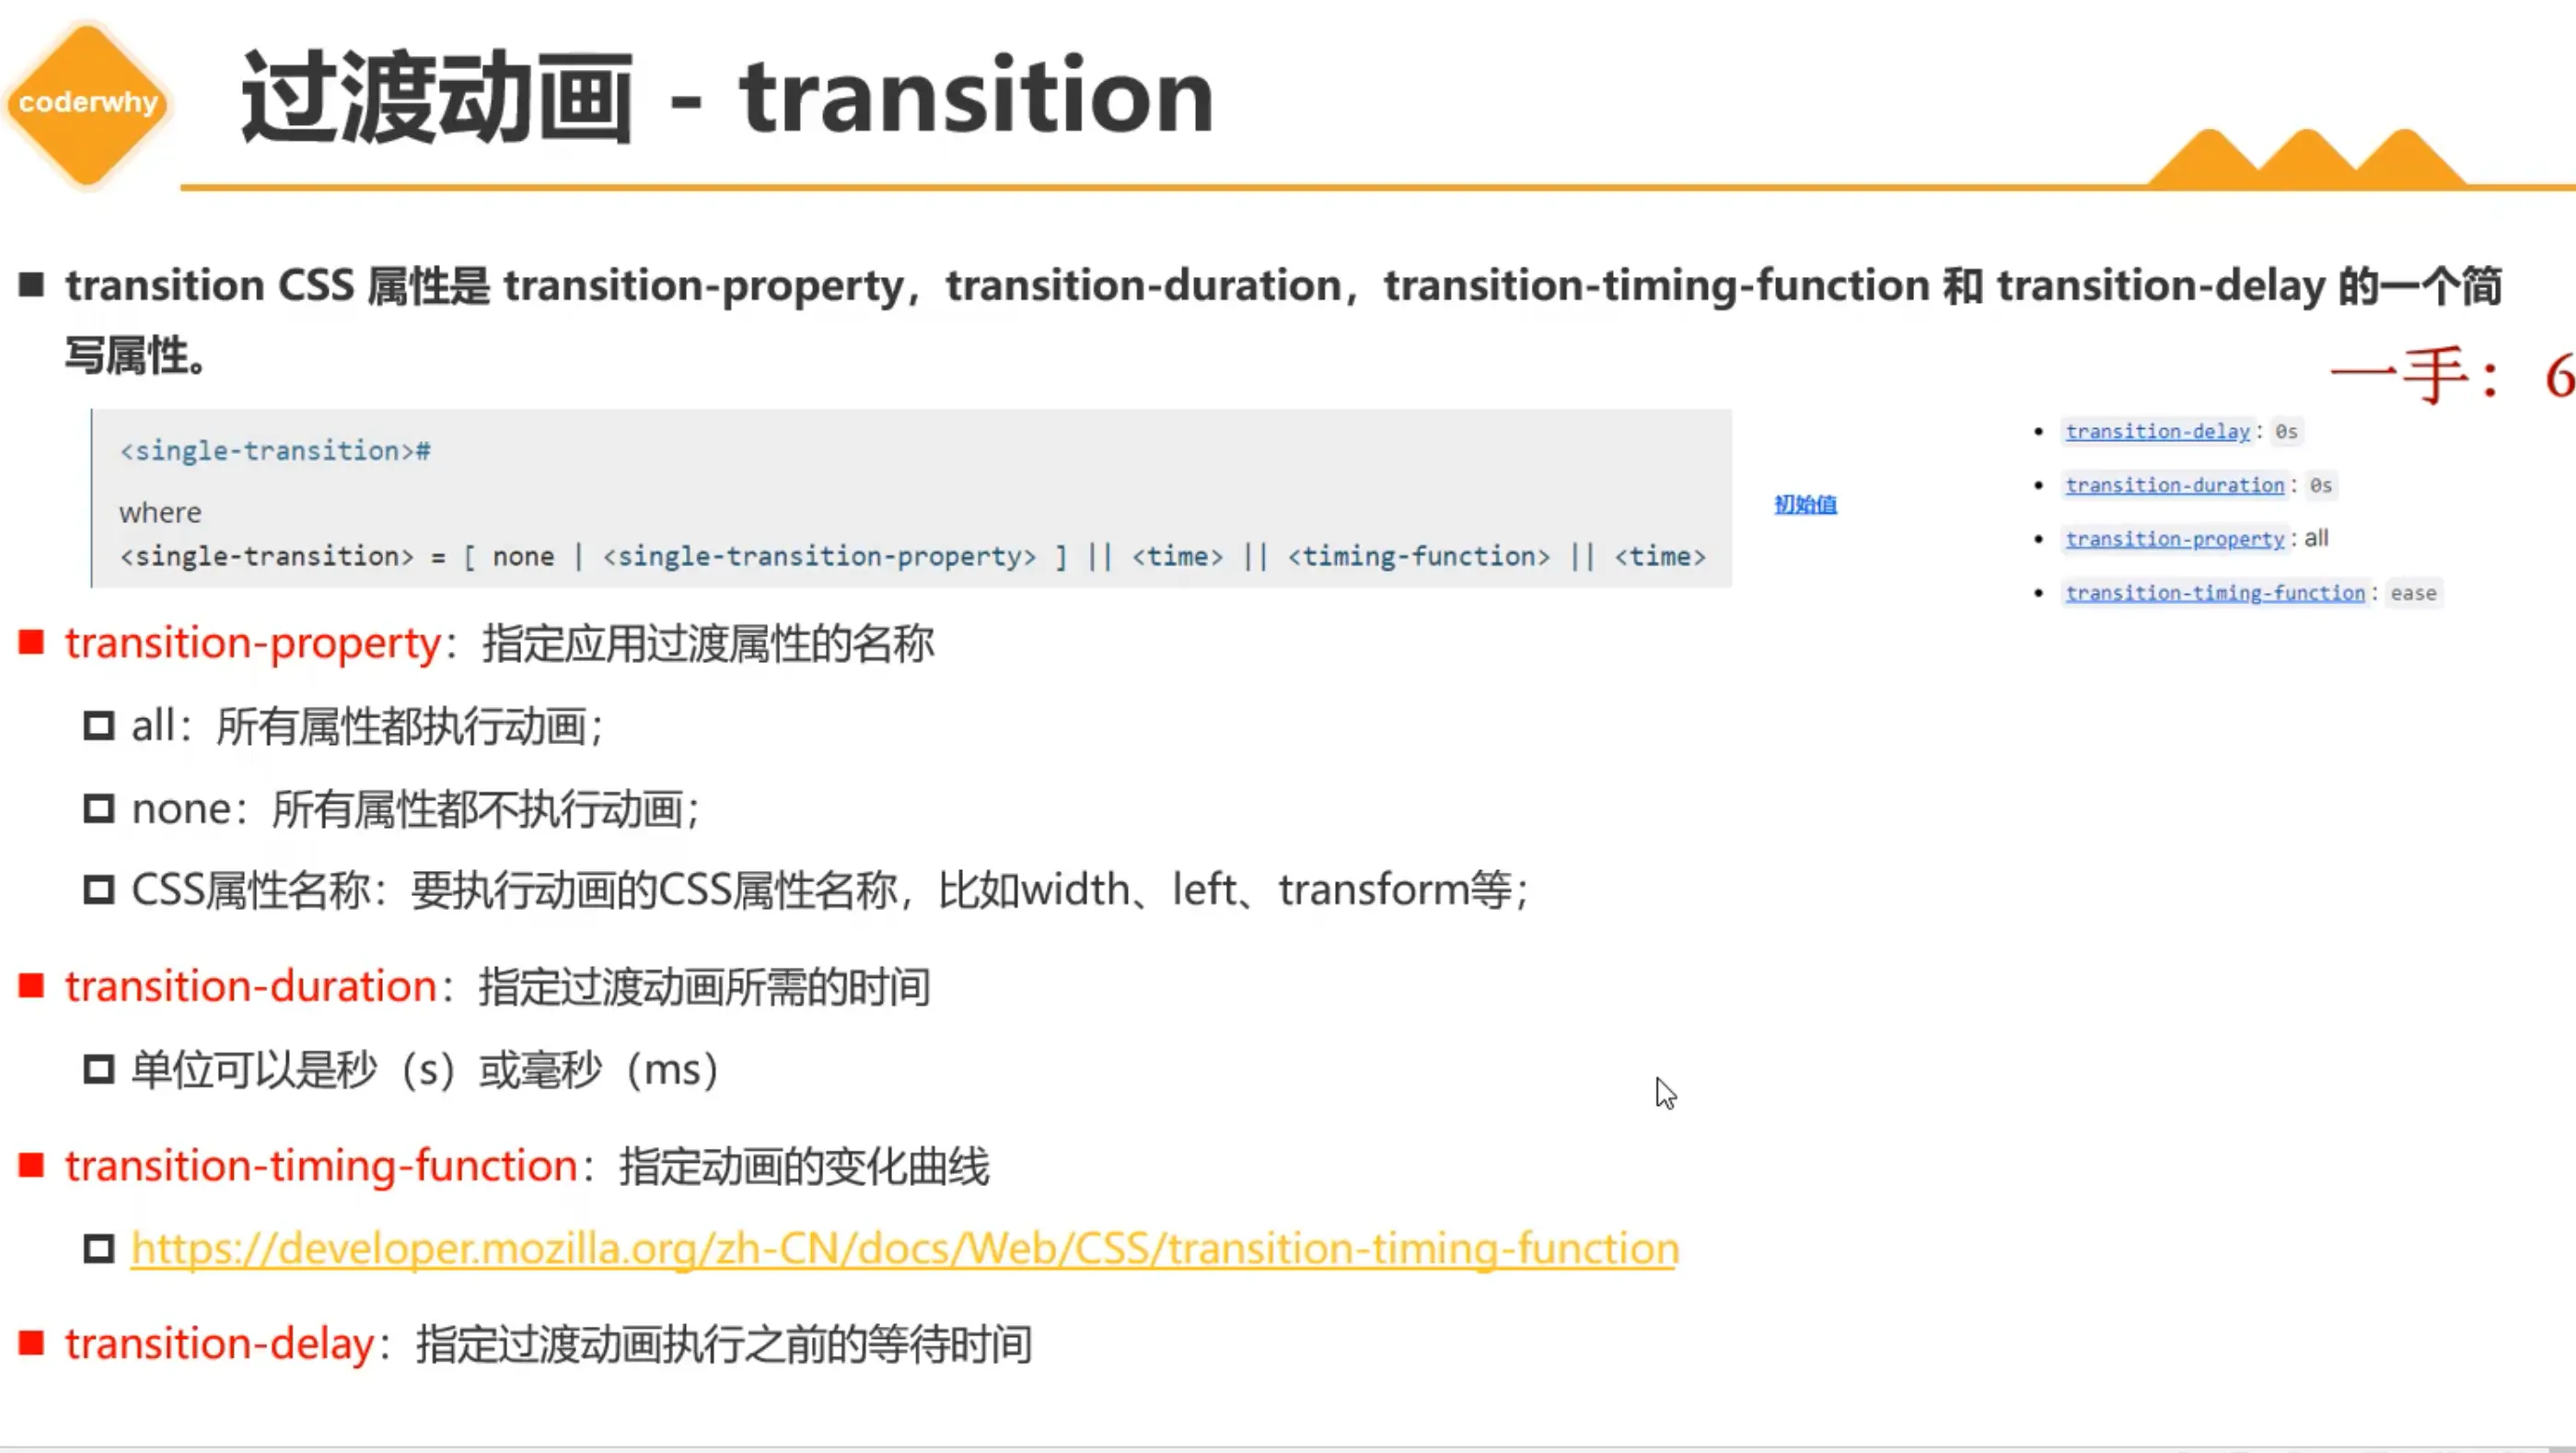 coderwhy
过渡动画 - transition
■ transition CSS 属性是 transition-property，transition-duration，transition-timing-function 和 transition-delay 的一个简
写属性。
一手： 6
<single-transition>#
where
<single-transition> = [ none | <single-transition-property> ] || <time> || <timing-function> || <time>
初始值
• transition-delay: 0s
• transition-duration: 0s
• transition-property: all
• transition-timing-function: ease
■ transition-property：指定应用过渡属性的名称
all：所有属性都执行动画；
none：所有属性都不执行动画；
CSS属性名称：要执行动画的CSS属性名称，比如width、left、transform等；
■ transition-duration：指定过渡动画所需的时间
单位可以是秒（s）或毫秒（ms）
■ transition-timing-function：指定动画的变化曲线
https://developer.mozilla.org/zh-CN/docs/Web/CSS/transition-timing-function
■ transition-delay：指定过渡动画执行之前的等待时间